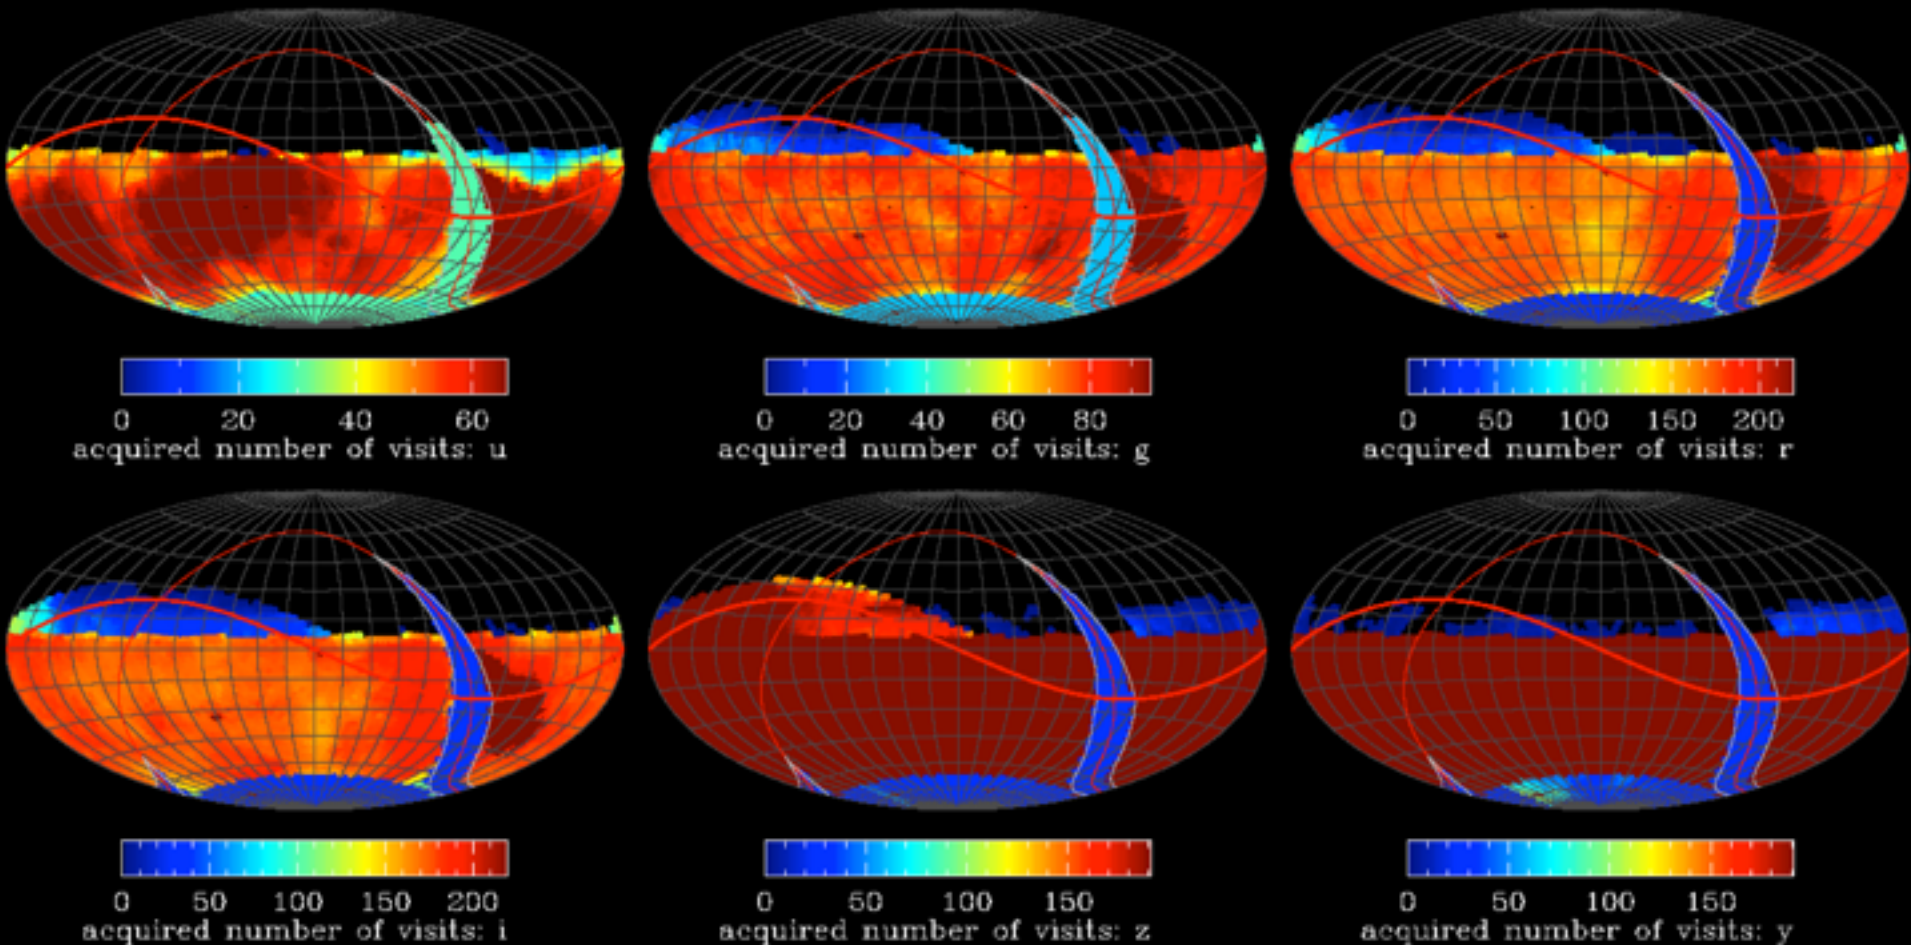 0 20 40 60
acquired number of visits: u
0 20 40 60 80
acquired number of visits: g
0 50 100 150 200
acquired number of visits: r
0 50 100 150 200
acquired number of visits: i
0 50 100 150
acquired number of visits: z
0 50 100 150
acquired number of visits: y